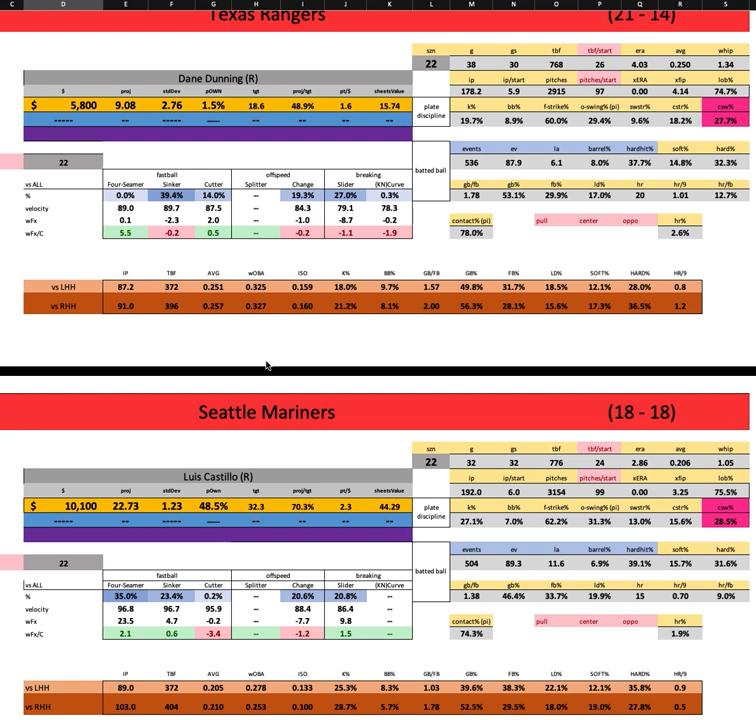 C D E F G H I J K L M N O P Q R S
Texas Rangers (21 - 14)
szn g gs tbf tbf/start era avg whip
22 38 30 768 26 4.03 0.250 1.34
Dane Dunning (R) ip ip/start pitches pitches/start xERA xfip lob%
178.2 5.9 2915 97 0.00 4.14 74.7%
$ proj stdDev pOWN tgt proj/tgt pt/$ sheetsValue
$ 5,800 9.08 2.76 1.5% 18.6 48.9% 1.6 15.74
plate discipline k% bb% f-strike% o-swing% (pi) swstr% cstr% csw%
----- -- -- ---- -- -- -- --
19.7% 8.9% 60.0% 29.4% 9.6% 18.2% 27.7%
batted ball events ev la barrel% hardhit% soft% hard%
22 536 87.9 6.1 8.0% 37.7% 14.8% 32.3%
fastball offspeed breaking
vs ALL Four-Seamer Sinker Cutter Splitter Change Slider (KN)Curve
gb/fb gb% fb% ld% hr hr/9 hr/fb
% 0.0% 39.4% 14.0% -- 19.3% 27.0% 0.3%
1.78 53.1% 29.9% 17.0% 20 1.01 12.7%
velocity 89.0 89.7 87.5 -- 84.3 79.1 78.3
wFx 0.1 -2.3 2.0 -- -1.0 -8.7 -0.2
contact% (pi) pull center oppo hr%
wFx/C 5.5 -0.2 0.5 -- -0.2 -1.1 -1.9
78.0% 2.6%
IP TBF AVG wOBA ISO K% BB% GB/FB GB% FB% LD% SOFT% HARD% HR/9
vs LHH 87.2 372 0.251 0.325 0.159 18.0% 9.7% 1.57 49.8% 31.7% 18.5% 12.1% 28.0% 0.8
vs RHH 91.0 396 0.257 0.327 0.160 21.2% 8.1% 2.00 56.3% 28.1% 15.6% 17.3% 36.5% 1.2
Seattle Mariners (18 - 18)
szn g gs tbf tbf/start era avg whip
22 32 32 776 24 2.86 0.206 1.05
Luis Castillo (R) ip ip/start pitches pitches/start xERA xfip lob%
$ proj stdDev pOwn tgt proj/tgt pt/$ sheetsValue
192.0 6.0 3154 99 0.00 3.25 75.5%
$ 10,100 22.73 1.23 48.5% 32.3 70.3% 2.3 44.29
plate discipline k% bb% f-strike% o-swing% (pi) swstr% cstr% csw%
----- -- -- ---- -- -- -- --
27.1% 7.0% 62.2% 31.3% 13.0% 15.6% 28.5%
batted ball events ev la barrel% hardhit% soft% hard%
22 504 89.3 11.6 6.9% 39.1% 15.7% 31.6%
fastball offspeed breaking
vs ALL Four-Seamer Sinker Cutter Splitter Change Slider (KN)Curve
gb/fb gb% fb% ld% hr hr/9 hr/fb
% 35.0% 23.4% 0.2% -- 20.6% 20.8% --
1.38 46.4% 33.7% 19.9% 15 0.70 9.0%
velocity 96.8 96.7 95.9 -- 88.4 86.4 --
wFx 23.5 4.7 -0.2 -- -7.7 9.8 --
contact% (pi) pull center oppo hr%
wFx/C 2.1 0.6 -3.4 -- -1.2 1.5 --
74.3% 1.9%
IP TBF AVG wOBA ISO K% BB% GB/FB GB% FB% LD% SOFT% HARD% HR/9
vs LHH 89.0 372 0.205 0.278 0.133 25.3% 8.3% 1.03 39.6% 38.3% 22.1% 12.1% 35.8% 0.9
vs RHH 103.0 404 0.210 0.253 0.100 28.7% 5.7% 1.78 52.5% 29.5% 18.0% 19.0% 27.8% 0.5